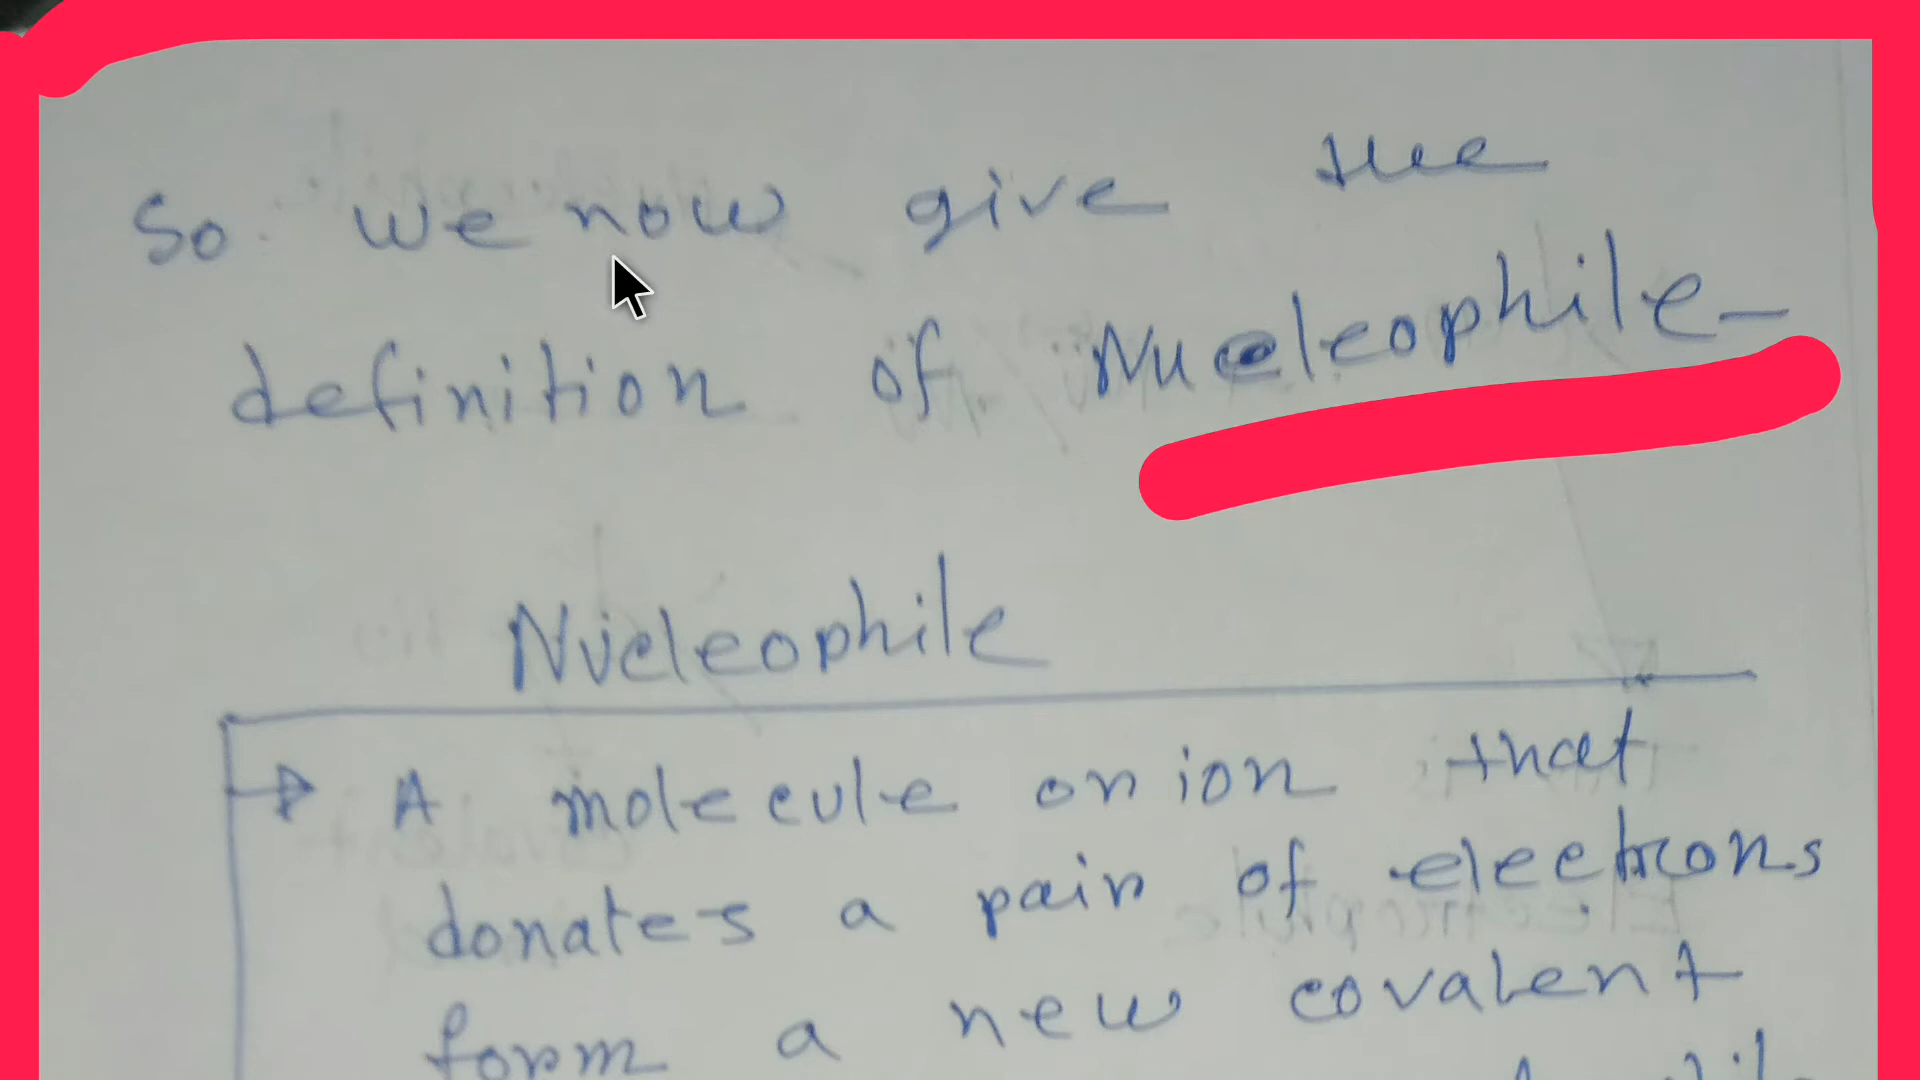 So we now give the
definition of Nucleophile-
Nucleophile
A molecule or ion that
donates a pair of electrons
form a new covalent